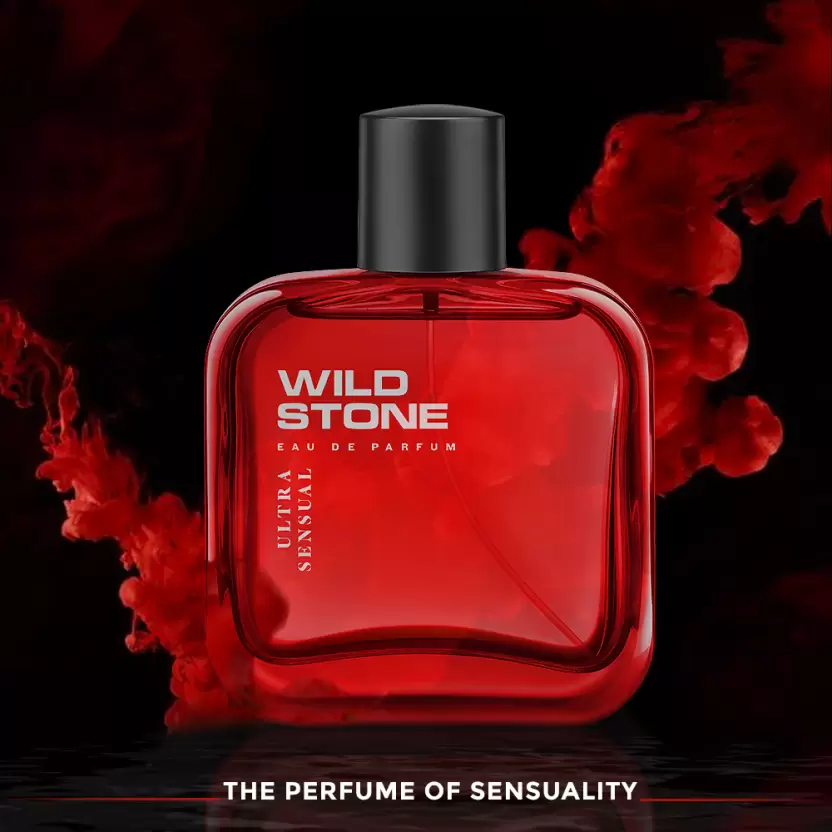 WILD
STONE
EAU DE PARFUM
ULTRA
SENSUAL
THE PERFUME OF SENSUALITY